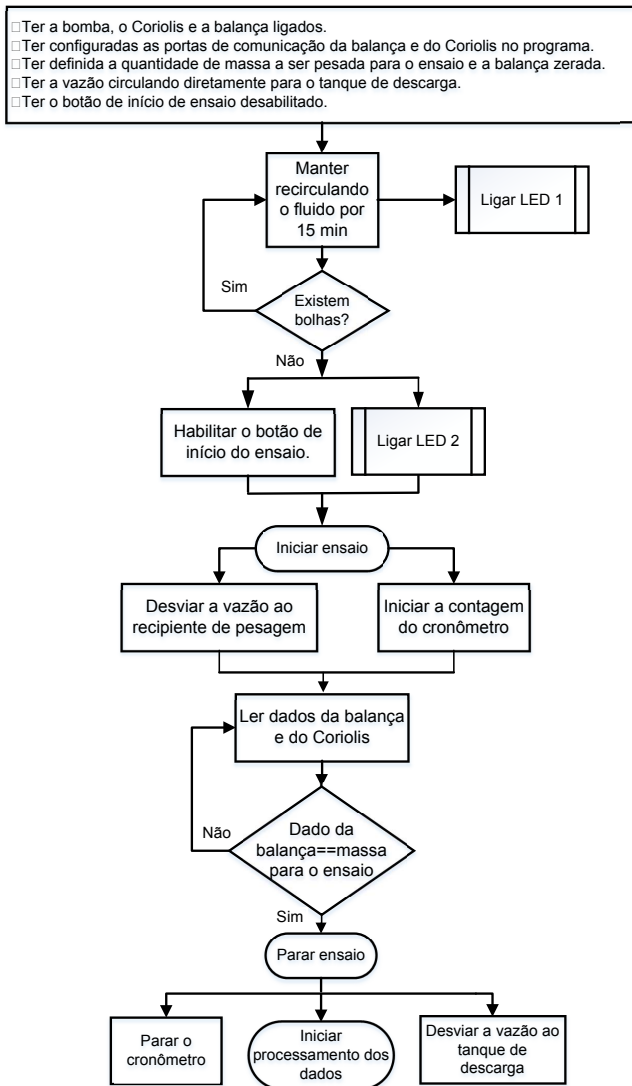 □Ter a bomba, o Coriolis e a balança ligados.
□Ter configuradas as portas de comunicação da balança e do Coriolis no programa.
□Ter definida a quantidade de massa a ser pesada para o ensaio e a balança zerada.
□Ter a vazão circulando diretamente para o tanque de descarga.
□Ter o botão de início de ensaio desabilitado.
Manter
recirculando
o fluido por
15 min
Ligar LED 1
Sim
Existem
bolhas?
Não
Habilitar o botão de
início do ensaio.
Ligar LED 2
Iniciar ensaio
Desviar a vazão ao
recipiente de pesagem
Iniciar a contagem
do cronômetro
Ler dados da balança
e do Coriolis
Não
Dado da
balança==massa
para o ensaio
Sim
Parar ensaio
Parar o
cronômetro
Iniciar
processamento dos
dados
Desviar a vazão ao
tanque de
descarga